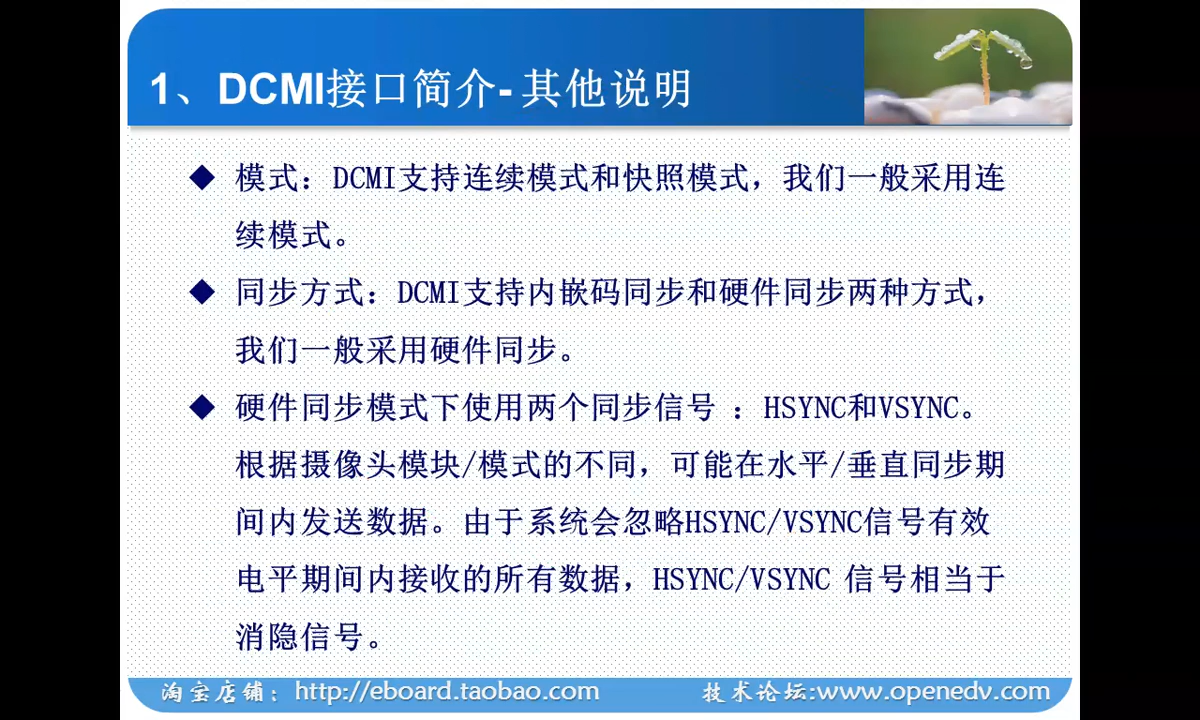 1、DCMI接口简介- 其他说明
◆ 模式：DCMI支持连续模式和快照模式，我们一般采用连
续模式。
◆ 同步方式：DCMI支持内嵌码同步和硬件同步两种方式，
我们一般采用硬件同步。
◆ 硬件同步模式下使用两个同步信号 ：HSYNC和VSYNC。
根据摄像头模块/模式的不同，可能在水平/垂直同步期
间内发送数据。由于系统会忽略HSYNC/VSYNC信号有效
电平期间内接收的所有数据，HSYNC/VSYNC 信号相当于
消隐信号。
淘宝店铺：http://eboard.taobao.com
技术论坛:www.openedv.com